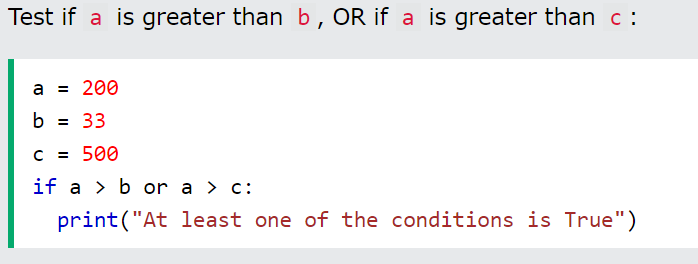 Test if a is greater than b, OR if a is greater than c:
a = 200
b = 33
c = 500
if a > b or a > c:
  print("At least one of the conditions is True")